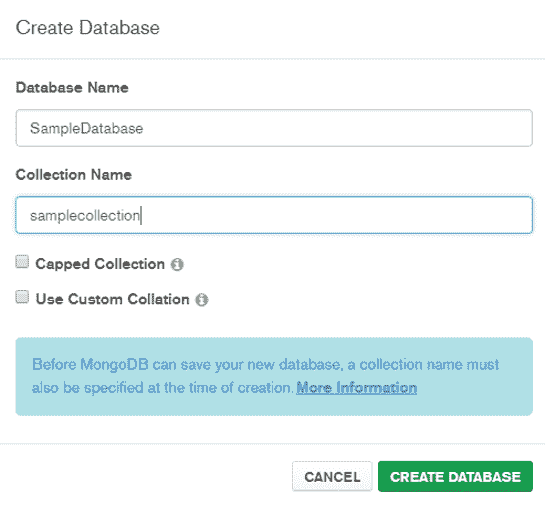 Create Database
Database Name
SampleDatabase
Collection Name
samplecollection
Capped Collection
Use Custom Collation
Before MongoDB can save your new database, a collection name must
also be specified at the time of creation. More Information
CANCEL
CREATE DATABASE